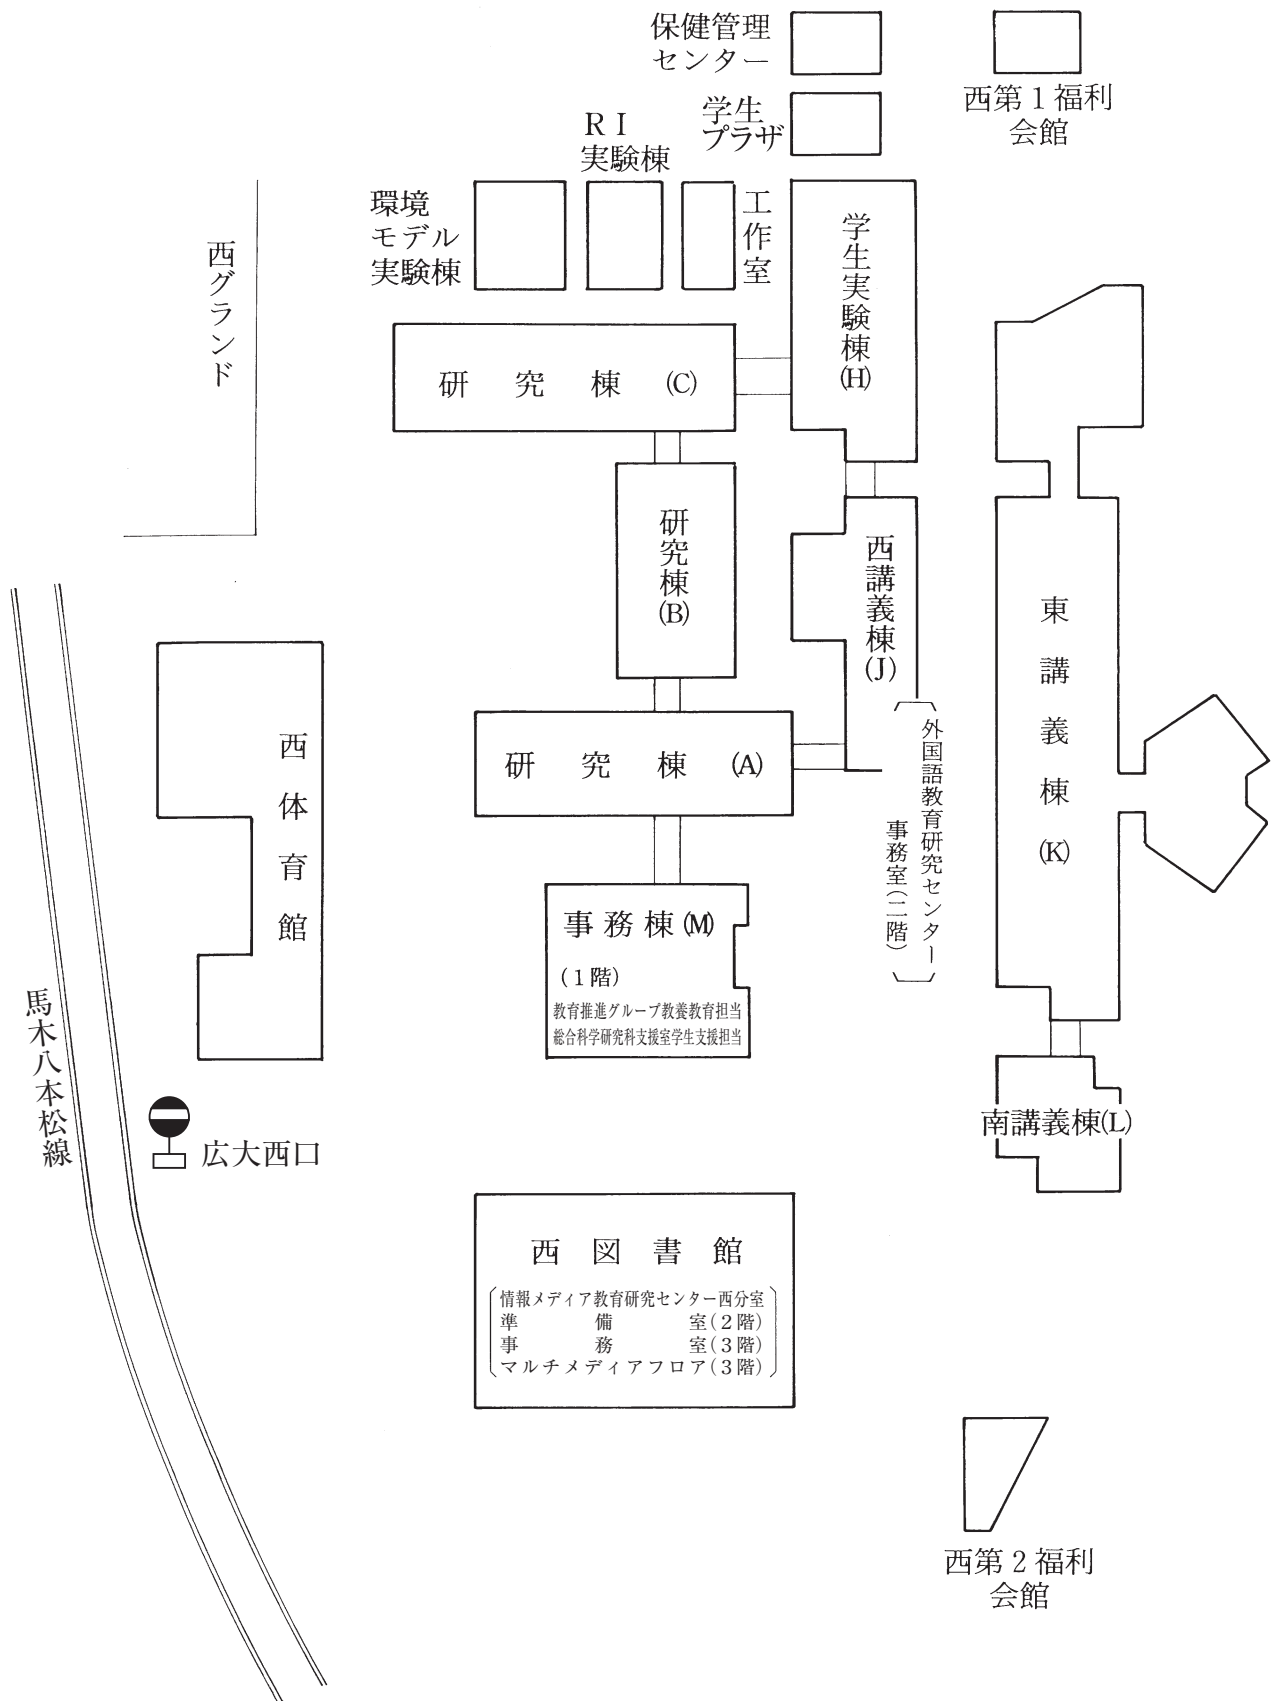 保健管理
センター
西第1福利
会館
学生
プラザ
RI
実験棟
環境
モデル
実験棟
工作室
学生実験棟(H)
西グランド
研究棟(C)
研究棟(B)
西講義棟(J)
東講義棟(K)
研究棟(A)
外国語教育研究センター
事務室(二階)
西体育館
事務棟(M)
(1階)
教育推進グループ教養教育担当
総合科学研究科支援室学生支援担当
馬木八本松線
広大西口
南講義棟(L)
西図書館
情報メディア教育研究センター西分室
準備室(2階)
事務室(3階)
マルチメディアフロア(3階)
西第2福利
会館